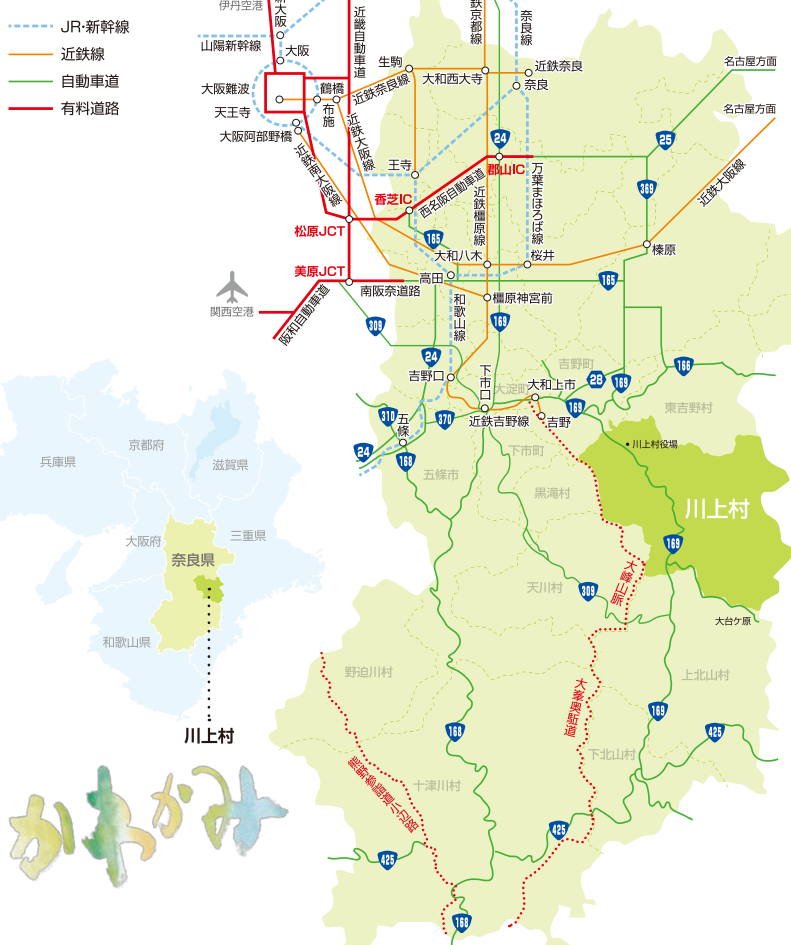 JR・新幹線
近鉄線
自動車道
有料道路
伊丹空港
新大阪
山陽新幹線
大阪
近畿自動車道
近鉄京都線
奈良線
生駒
大和西大寺
近鉄奈良
奈良
近鉄奈良線
大阪難波
鶴橋
天王寺
布施
大阪阿部野橋
近鉄大阪線
近鉄南大阪線
王寺
名古屋方面
名古屋方面
24
25
郡山IC
369
香芝IC
西名阪自動車道
近鉄橿原線
万葉まほろば線
近鉄大阪線
松原JCT
165
大和八木
桜井
榛原
美原JCT
高田
165
関西空港
阪和自動車道
南阪奈道路
橿原神宮前
和歌山線
309
169
24
下市口
吉野町
166
吉野口
大淀町
大和上市
28
169
169
東吉野村
310
五條
370
近鉄吉野線
吉野
24
168
下市町
川上村役場
五條市
黒滝村
川上村
169
大峰山脈
天川村
309
大台ケ原
兵庫県
京都府
滋賀県
大阪府
三重県
奈良県
和歌山県
川上村
野迫川村
上北山村
大峯奥駈道
169
168
425
下北山村
熊野参詣道小辺路
十津川村
425
425
168
かわかみ